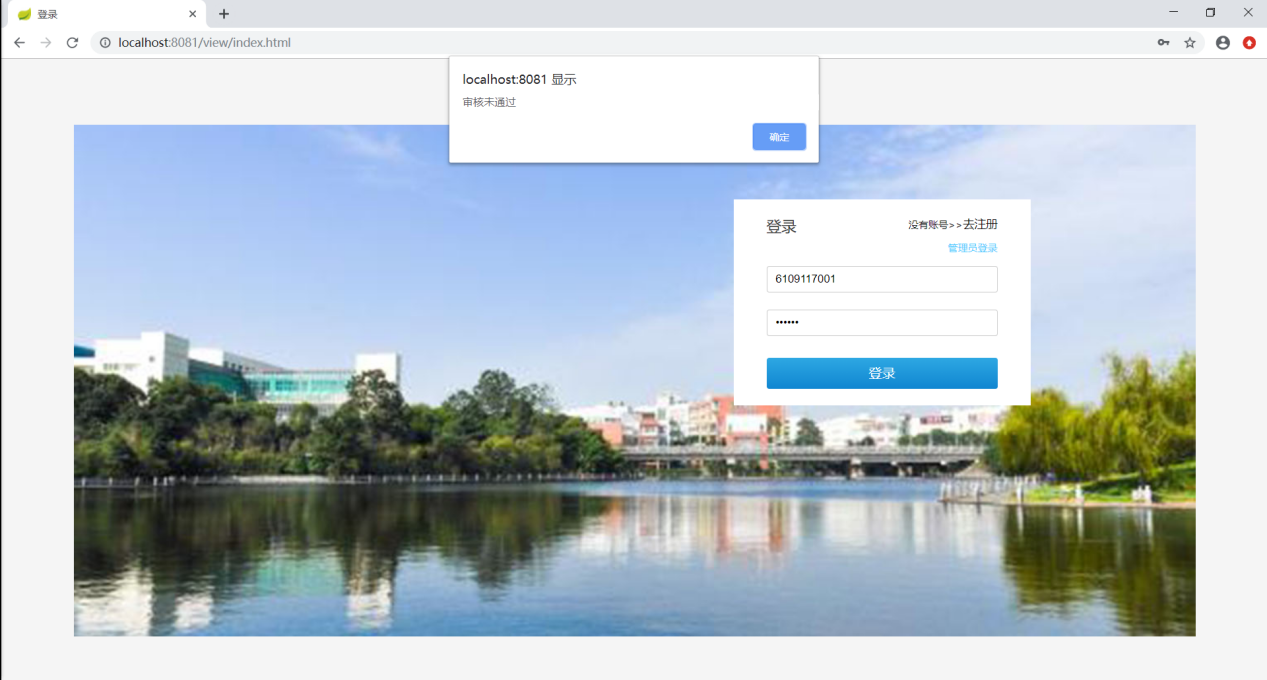 登录
localhost:8081/view/index.html
localhost:8081 显示
审核未通过
确定
登录
没有账号>>去注册
管理员登录
6109117001
••••••
登录